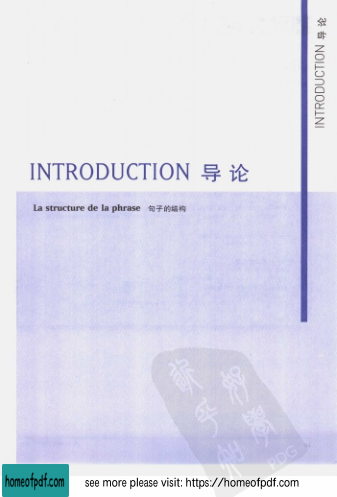 INTRODUCTION 导论
INTRODUCTION 导论
La structure de la phrase 句子的结构
homeofpdf.com
see more please visit: https://homeofpdf.com